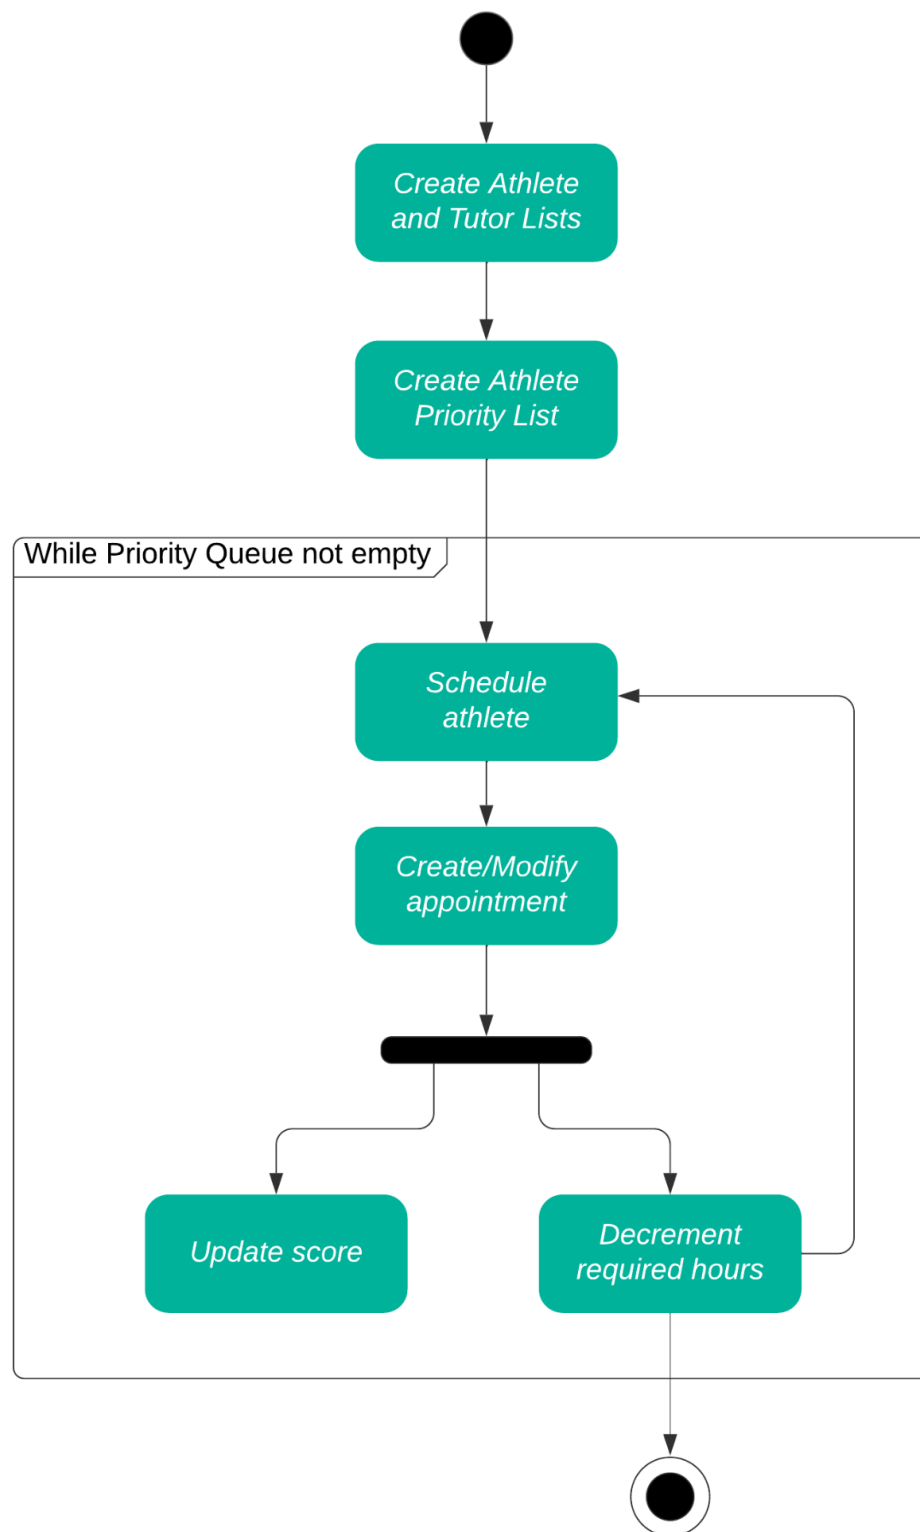 Create Athlete
and Tutor Lists
Create Athlete
Priority List
While Priority Queue not empty
Schedule
athlete
Create/Modify
appointment
Update score
Decrement
required hours